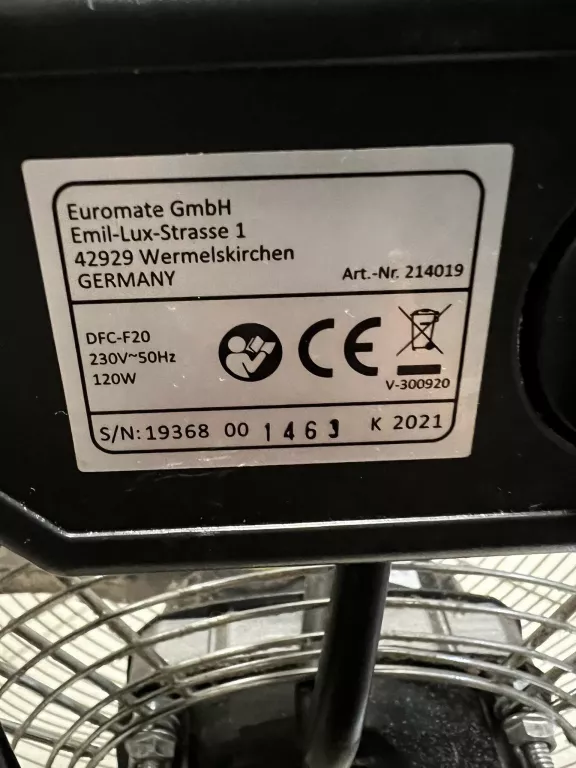 Euromate GmbH
Emil-Lux-Strasse 1
42929 Wermelskirchen
GERMANY
Art.-Nr. 214019
DFC-F20
230V~50Hz
120W
CE
V-300920
S/N: 19368 00 1463 K 2021